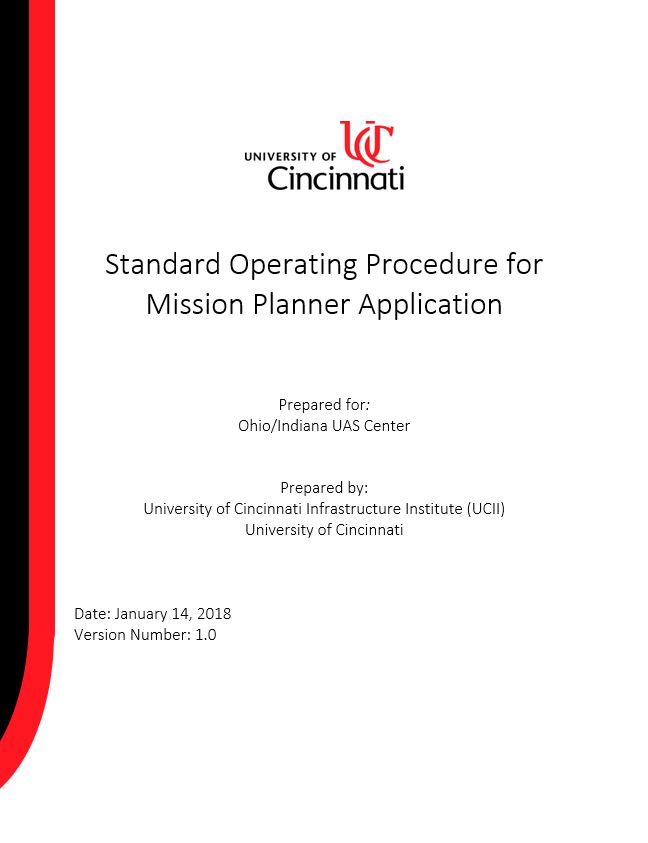 UC
UNIVERSITY OF
Cincinnati
Standard Operating Procedure for
Mission Planner Application
Prepared for:
Ohio/Indiana UAS Center
Prepared by:
University of Cincinnati Infrastructure Institute (UCII)
University of Cincinnati
Date: January 14, 2018
Version Number: 1.0